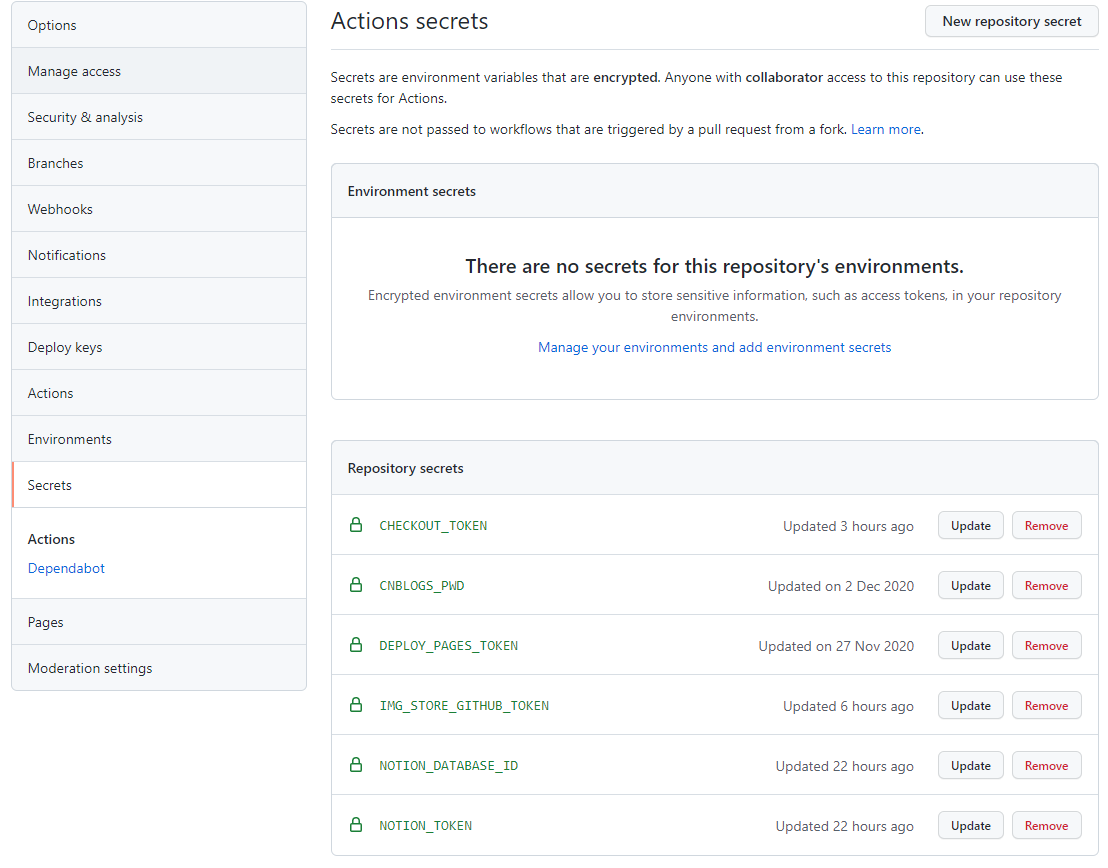 Options
Manage access
Security & analysis
Branches
Webhooks
Notifications
Integrations
Deploy keys
Actions
Environments
Secrets
Actions
Dependabot
Pages
Moderation settings
Actions secrets
New repository secret
Secrets are environment variables that are encrypted. Anyone with collaborator access to this repository can use these
secrets for Actions.
Secrets are not passed to workflows that are triggered by a pull request from a fork. Learn more.
Environment secrets
There are no secrets for this repository's environments.
Encrypted environment secrets allow you to store sensitive information, such as access tokens, in your repository
environments.
Manage your environments and add environment secrets
Repository secrets
CHECKOUT_TOKEN Updated 3 hours ago Update Remove
CNBLOGS_PWD Updated on 2 Dec 2020 Update Remove
DEPLOY_PAGES_TOKEN Updated on 27 Nov 2020 Update Remove
IMG_STORE_GITHUB_TOKEN Updated 6 hours ago Update Remove
NOTION_DATABASE_ID Updated 22 hours ago Update Remove
NOTION_TOKEN Updated 22 hours ago Update Remove